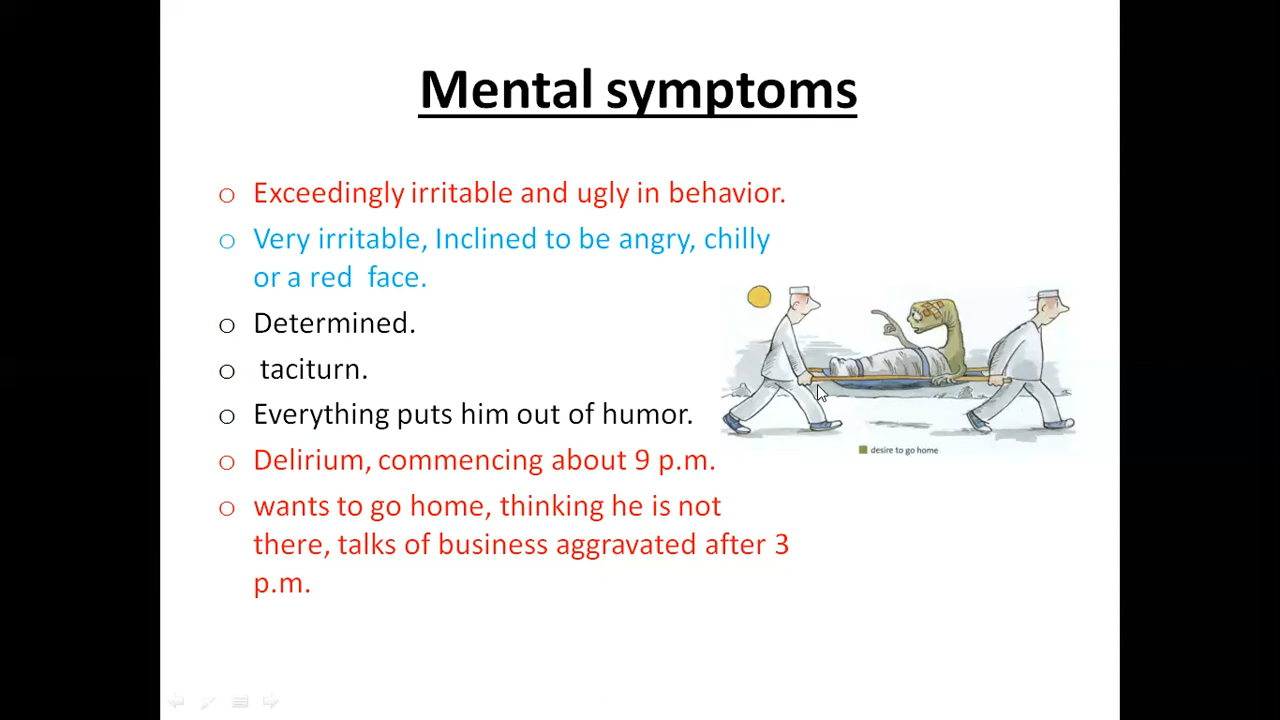 Mental symptoms
o Exceedingly irritable and ugly in behavior.
o Very irritable, Inclined to be angry, chilly
or a red face.
o Determined.
o taciturn.
o Everything puts him out of humor.
desire to go home
o Delirium, commencing about 9 p.m.
o wants to go home, thinking he is not
there, talks of business aggravated after 3
p.m.